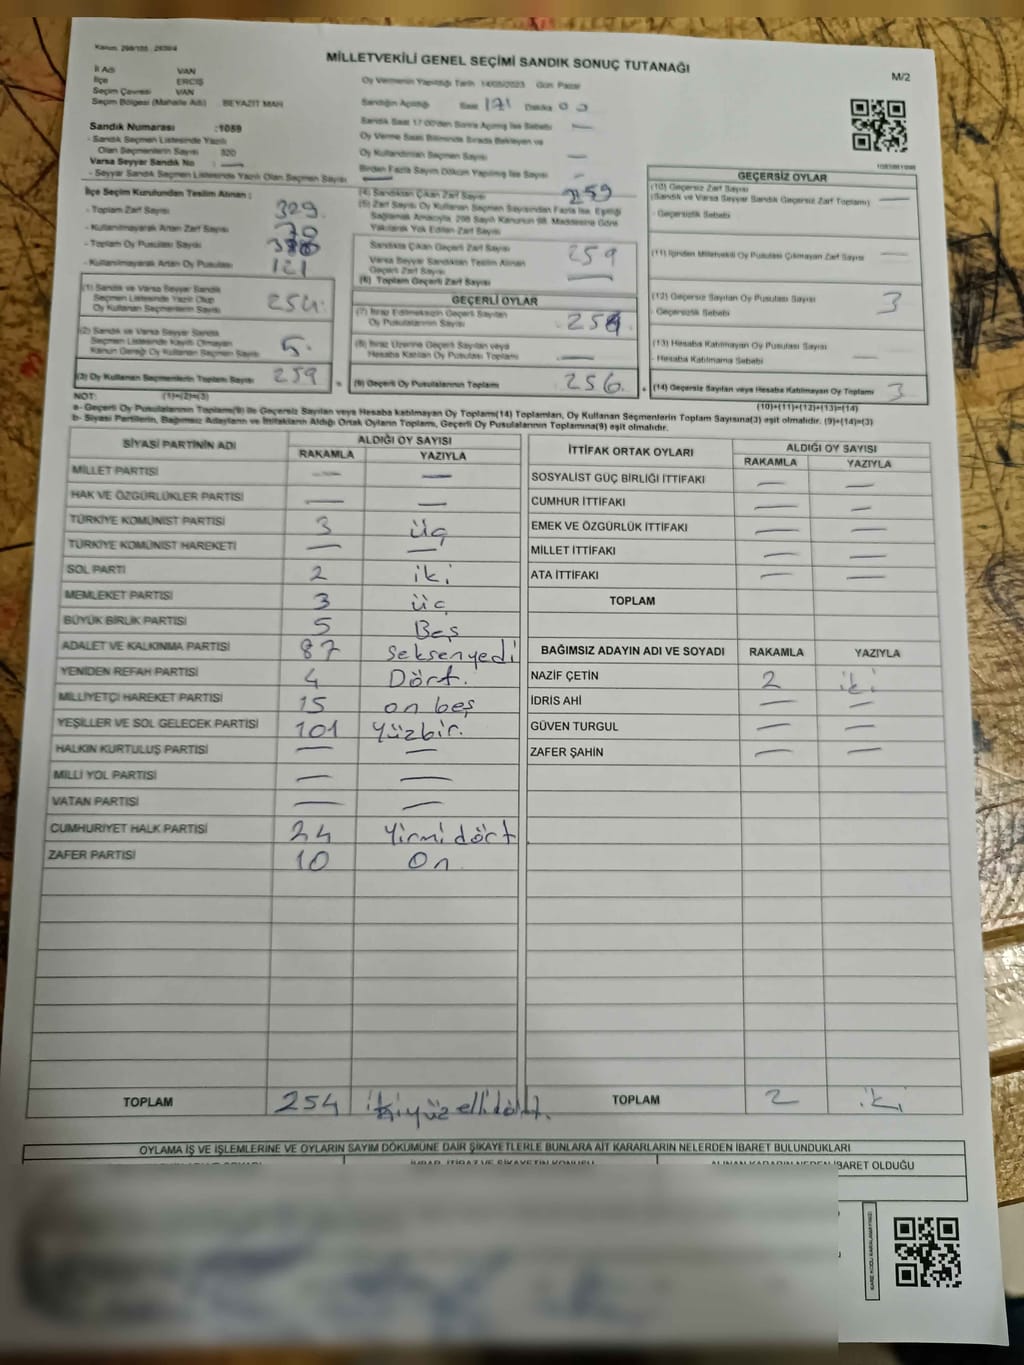 MİLLETVEKİLİ GENEL SEÇİMİ SANDIK SONUÇ TUTANAĞI
M/2
İl Adı VAN
İlçe ERCİŞ
Seçim Çevresi VAN
Seçim Bölgesi (Mahalle Adı) : BEYAZIT MAH
Oy Vermenin Yapıldığı Tarih 14/05/2023 Gün Pazar
Sandığın Açıldığı Saat 17 Dakika 00
Sandık Saat 17:00'den Sonra Açılmış İse Sebebi —
Oy Verme Saati Bitiminde Sırada Bekleyen ve
Oy Kullandırılan Seçmen Sayısı —
Birden Fazla Sayım Döküm Yapılmış İse Sayısı —
Sandık Numarası : 1059
- Sandık Seçmen Listesinde Yazılı
Olan Seçmenlerin Sayısı 320
Varsa Seyyar Sandık No : —
- Seyyar Sandık Seçmen Listesinde Yazılı Olan Seçmen Sayısı —
İlçe Seçim Kurulundan Teslim Alınan :
- Toplam Zarf Sayısı 329
- Kullanılmayarak Artan Zarf Sayısı 70
- Toplam Oy Pusulası Sayısı
- Kullanılmayarak Artan Oy Pusulası 121
(1) Sandık ve Varsa Seyyar Sandık
Seçmen Listesinde Yazılı Olup
Oy Kullanan Seçmenlerin Sayısı 254
(2) Sandık ve Varsa Seyyar Sandık
Seçmen Listesinde Kayıtlı Olmayan
Kanun Gereği Oy Kullanan Seçmen Sayısı 5
(3) Oy Kullanan Seçmenlerin Toplam Sayısı 259
(4) Sandıktan Çıkan Zarf Sayısı 259
(5) Zarf Sayısı Oy Kullanan Seçmen Sayısından Fazla İse, Eşitliği
Sağlamak Amacıyla, 298 Sayılı Kanunun 98. Maddesine Göre
Yakılarak Yok Edilen Zarf Sayısı
Sandıkta Çıkan Geçerli Zarf Sayısı 259
Varsa Seyyar Sandıktan Teslim Alınan
Geçerli Zarf Sayısı —
(6) Toplam Geçerli Zarf Sayısı
GEÇERLİ OYLAR
(7) İtiraz Edilmeksizin Geçerli Sayılan
Oy Pusulalarının Sayısı
(8) İtiraz Üzerine Geçerli Sayılan veya
Hesaba Katılan Oy Pusulası Toplamı —
(9) Geçerli Oy Pusulalarının Toplamı 256
GEÇERSİZ OYLAR
(10) Geçersiz Zarf Sayısı
(Sandık ve Varsa Seyyar Sandık Geçersiz Zarf Toplamı) —
- Geçersizlik Sebebi
(11) İçinden Milletvekili Oy Pusulası Çıkmayan Zarf Sayısı —
(12) Geçersiz Sayılan Oy Pusulası Sayısı 3
- Geçersizlik Sebebi
(13) Hesaba Katılmayan Oy Pusulası Sayısı —
- Hesaba Katılmama Sebebi
(14) Geçersiz Sayılan veya Hesaba Katılmayan Oy Toplamı 3
NOT: (1)+(2)=(3) (10)+(11)+(12)+(13)=(14)
a- Geçerli Oy Pusulalarının Toplamı(9) ile Geçersiz Sayılan veya Hesaba katılmayan Oy Toplamı(14) Toplamları, Oy Kullanan Seçmenlerin Toplam Sayısına(3) eşit olmalıdır. (9)+(14)=(3)
b- Siyasi Partilerin, Bağımsız Adayların ve İttifakların Aldığı Ortak Oyların Toplamı, Geçerli Oy Pusulalarının Toplamına(9) eşit olmalıdır.
SİYASİ PARTİNİN ADI ALDIĞI OY SAYISI
RAKAMLA YAZIYLA
MİLLET PARTİSİ — —
HAK VE ÖZGÜRLÜKLER PARTİSİ — —
TÜRKİYE KOMÜNİST PARTİSİ 3 üç
TÜRKİYE KOMÜNİST HAREKETİ — —
SOL PARTİ 2 iki
MEMLEKET PARTİSİ 3 üç
BÜYÜK BİRLİK PARTİSİ 5 Beş
ADALET VE KALKINMA PARTİSİ 87 seksenyedi
YENİDEN REFAH PARTİSİ 4 Dört.
MİLLİYETÇİ HAREKET PARTİSİ 15 on beş
YEŞİLLER VE SOL GELECEK PARTİSİ 101 Yüzbir.
HALKIN KURTULUŞ PARTİSİ — —
MİLLİ YOL PARTİSİ — —
VATAN PARTİSİ — —
CUMHURİYET HALK PARTİSİ 24 Yirmidört
ZAFER PARTİSİ 10 On
TOPLAM 254 ikiyüzellidört.
İTTİFAK ORTAK OYLARI ALDIĞI OY SAYISI
RAKAMLA YAZIYLA
SOSYALİST GÜÇ BİRLİĞİ İTTİFAKI — —
CUMHUR İTTİFAKI — —
EMEK VE ÖZGÜRLÜK İTTİFAKI — —
MİLLET İTTİFAKI — —
ATA İTTİFAKI — —
TOPLAM
BAĞIMSIZ ADAYIN ADI VE SOYADI RAKAMLA YAZIYLA
NAZİF ÇETİN 2 iki
İDRİS AHİ — —
GÜVEN TURGUL — —
ZAFER ŞAHİN — —
TOPLAM 2 iki
OYLAMA İŞ VE İŞLEMLERİNE VE OYLARIN SAYIM DÖKÜMÜNE DAİR ŞİKAYETLERLE BUNLARA AİT KARARLARIN NELERDEN İBARET BULUNDUKLARI